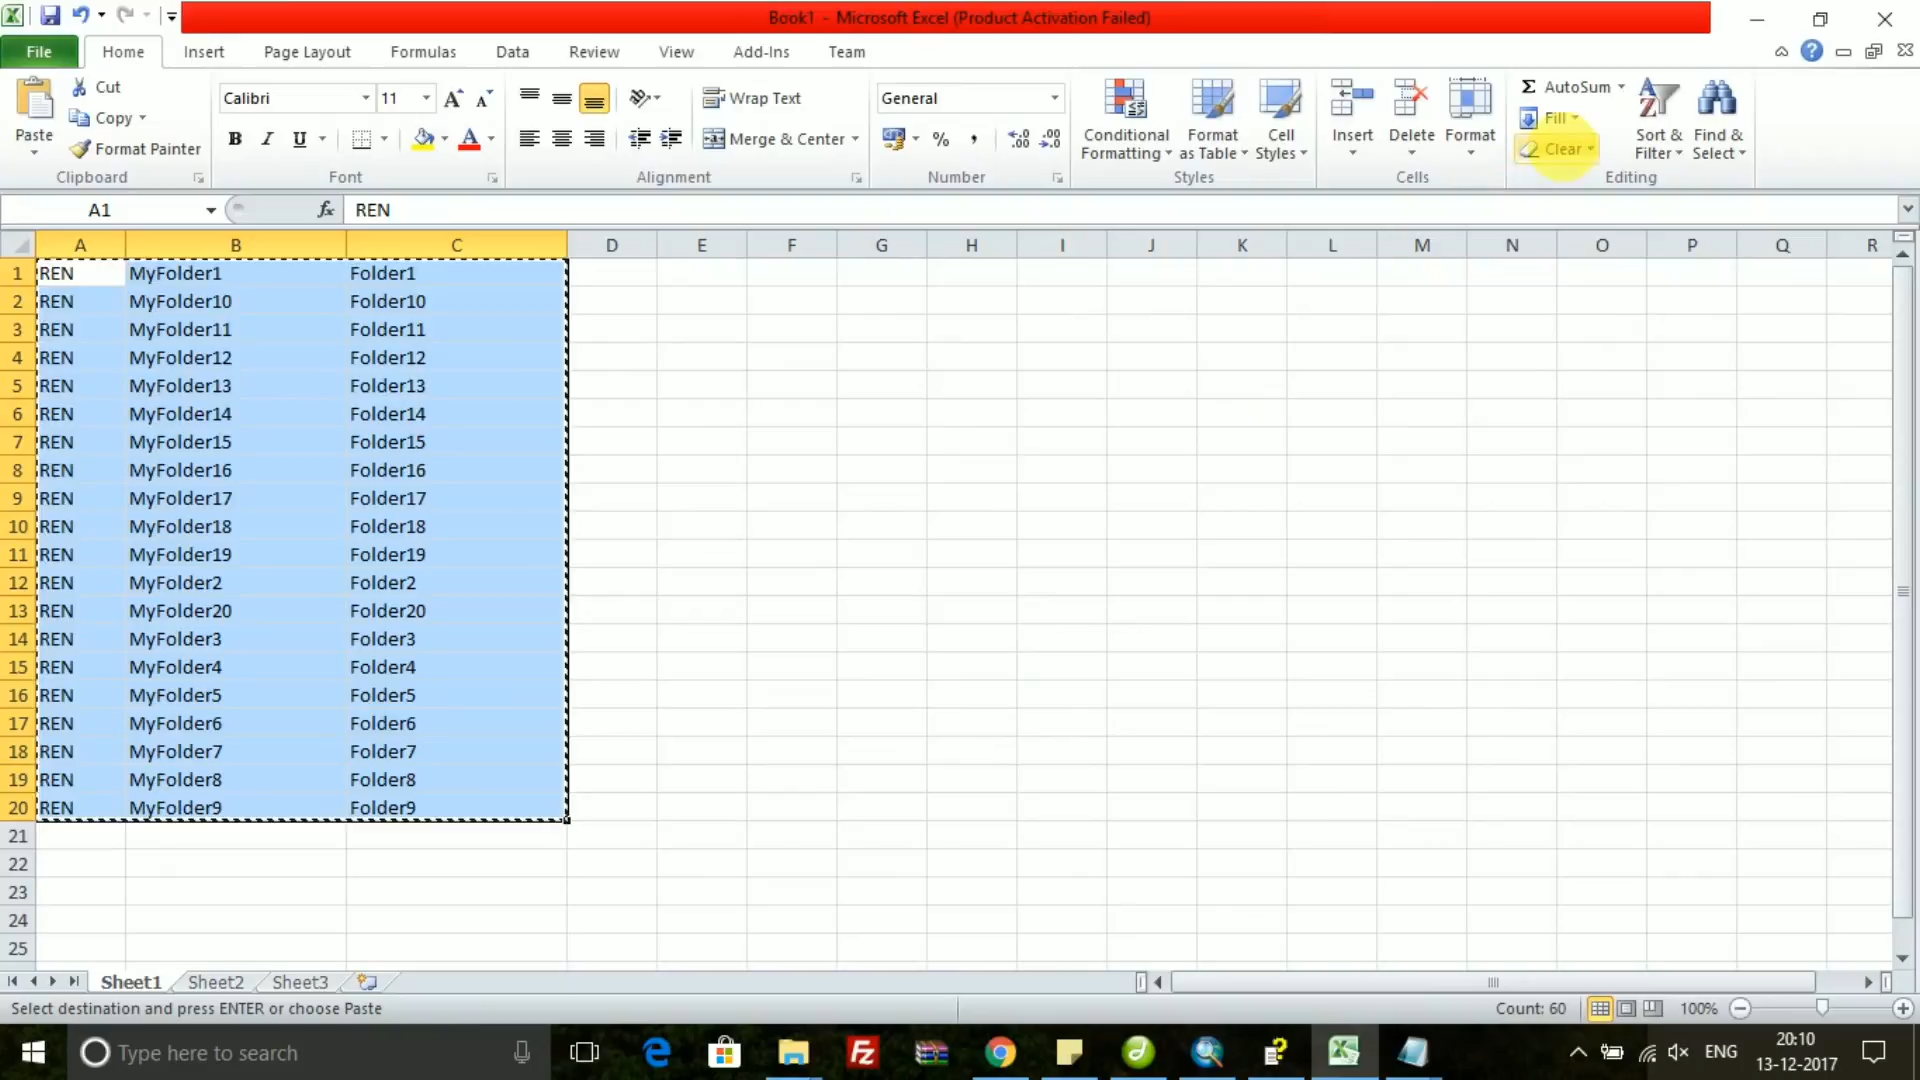 Book1 - Microsoft Excel (Product Activation Failed)
File Home Insert Page Layout Formulas Data Review View Add-Ins Team
Paste
Cut
Copy
Format Painter
Clipboard
Calibri 11
B I U A
Font
Wrap Text
Merge & Center
Alignment
General
% ,
Number
Conditional Formatting
Format as Table
Cell Styles
Styles
Insert Delete Format
Cells
Σ AutoSum
Fill
Clear
Sort & Filter
Find & Select
Editing
A1 fx REN
A B C D E F G H I J K L M N O P Q R
1 REN MyFolder1 Folder1
2 REN MyFolder10 Folder10
3 REN MyFolder11 Folder11
4 REN MyFolder12 Folder12
5 REN MyFolder13 Folder13
6 REN MyFolder14 Folder14
7 REN MyFolder15 Folder15
8 REN MyFolder16 Folder16
9 REN MyFolder17 Folder17
10 REN MyFolder18 Folder18
11 REN MyFolder19 Folder19
12 REN MyFolder2 Folder2
13 REN MyFolder20 Folder20
14 REN MyFolder3 Folder3
15 REN MyFolder4 Folder4
16 REN MyFolder5 Folder5
17 REN MyFolder6 Folder6
18 REN MyFolder7 Folder7
19 REN MyFolder8 Folder8
20 REN MyFolder9 Folder9
21
22
23
24
25
Sheet1 Sheet2 Sheet3
Select destination and press ENTER or choose Paste Count: 60 100%
Type here to search ENG 20:10
13-12-2017